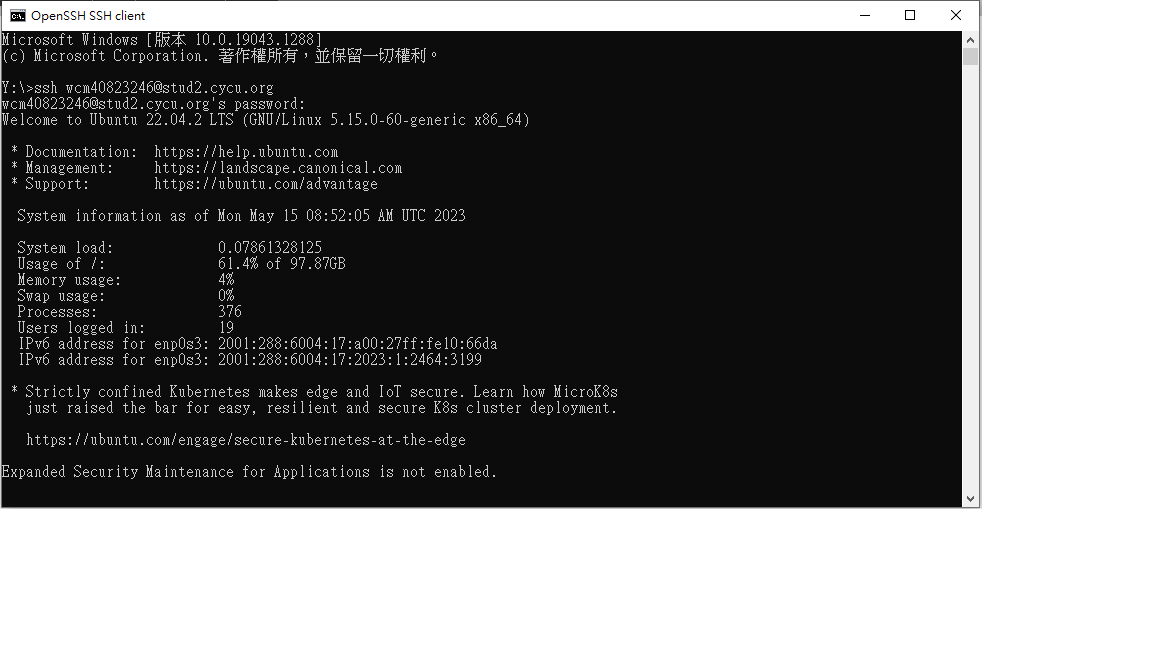 OpenSSH SSH client
Microsoft Windows [版本 10.0.19043.1288]
(c) Microsoft Corporation. 著作權所有，並保留一切權利。
Y:\>ssh wcm40823246@stud2.cycu.org
wcm40823246@stud2.cycu.org's password:
Welcome to Ubuntu 22.04.2 LTS (GNU/Linux 5.15.0-60-generic x86_64)
* Documentation:  https://help.ubuntu.com
* Management:     https://landscape.canonical.com
* Support:        https://ubuntu.com/advantage
System information as of Mon May 15 08:52:05 AM UTC 2023
System load:             0.07861328125
Usage of /:              61.4% of 97.87GB
Memory usage:            4%
Swap usage:              0%
Processes:               376
Users logged in:         19
IPv6 address for enp0s3: 2001:288:6004:17:a00:27ff:fe10:66da
IPv6 address for enp0s3: 2001:288:6004:17:2023:1:2464:3199
* Strictly confined Kubernetes makes edge and IoT secure. Learn how MicroK8s
just raised the bar for easy, resilient and secure K8s cluster deployment.
https://ubuntu.com/engage/secure-kubernetes-at-the-edge
Expanded Security Maintenance for Applications is not enabled.